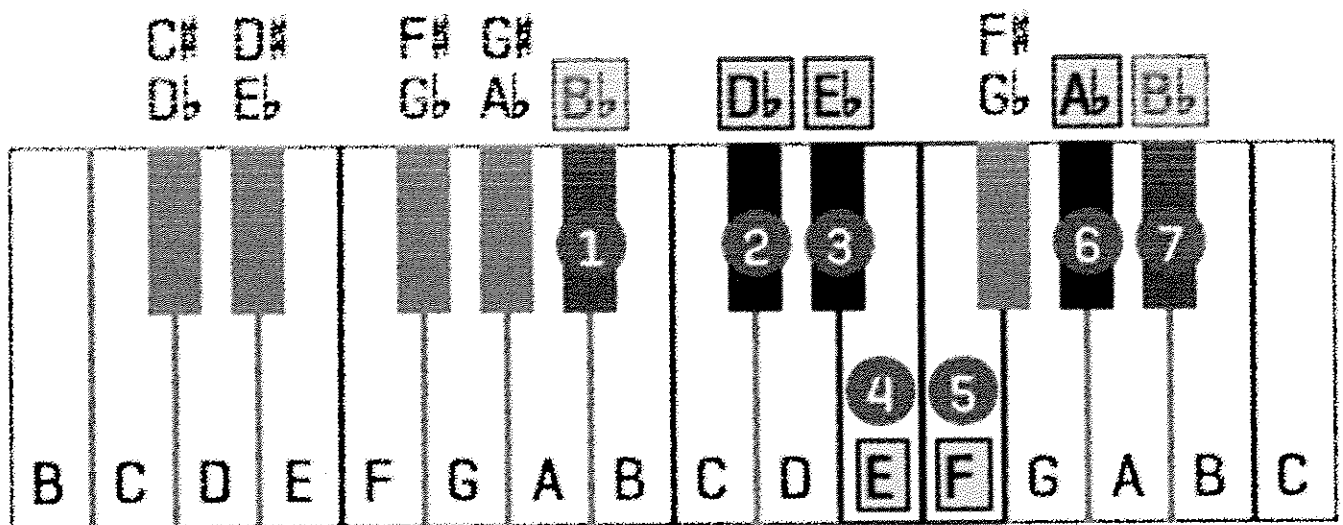 C# D# F# G# F#
D♭ E♭ G♭ A♭ B♭ D♭ E♭ G♭ A♭ B♭
1 2 3 6 7
4 5
B C D E F G A B C D E F G A B C